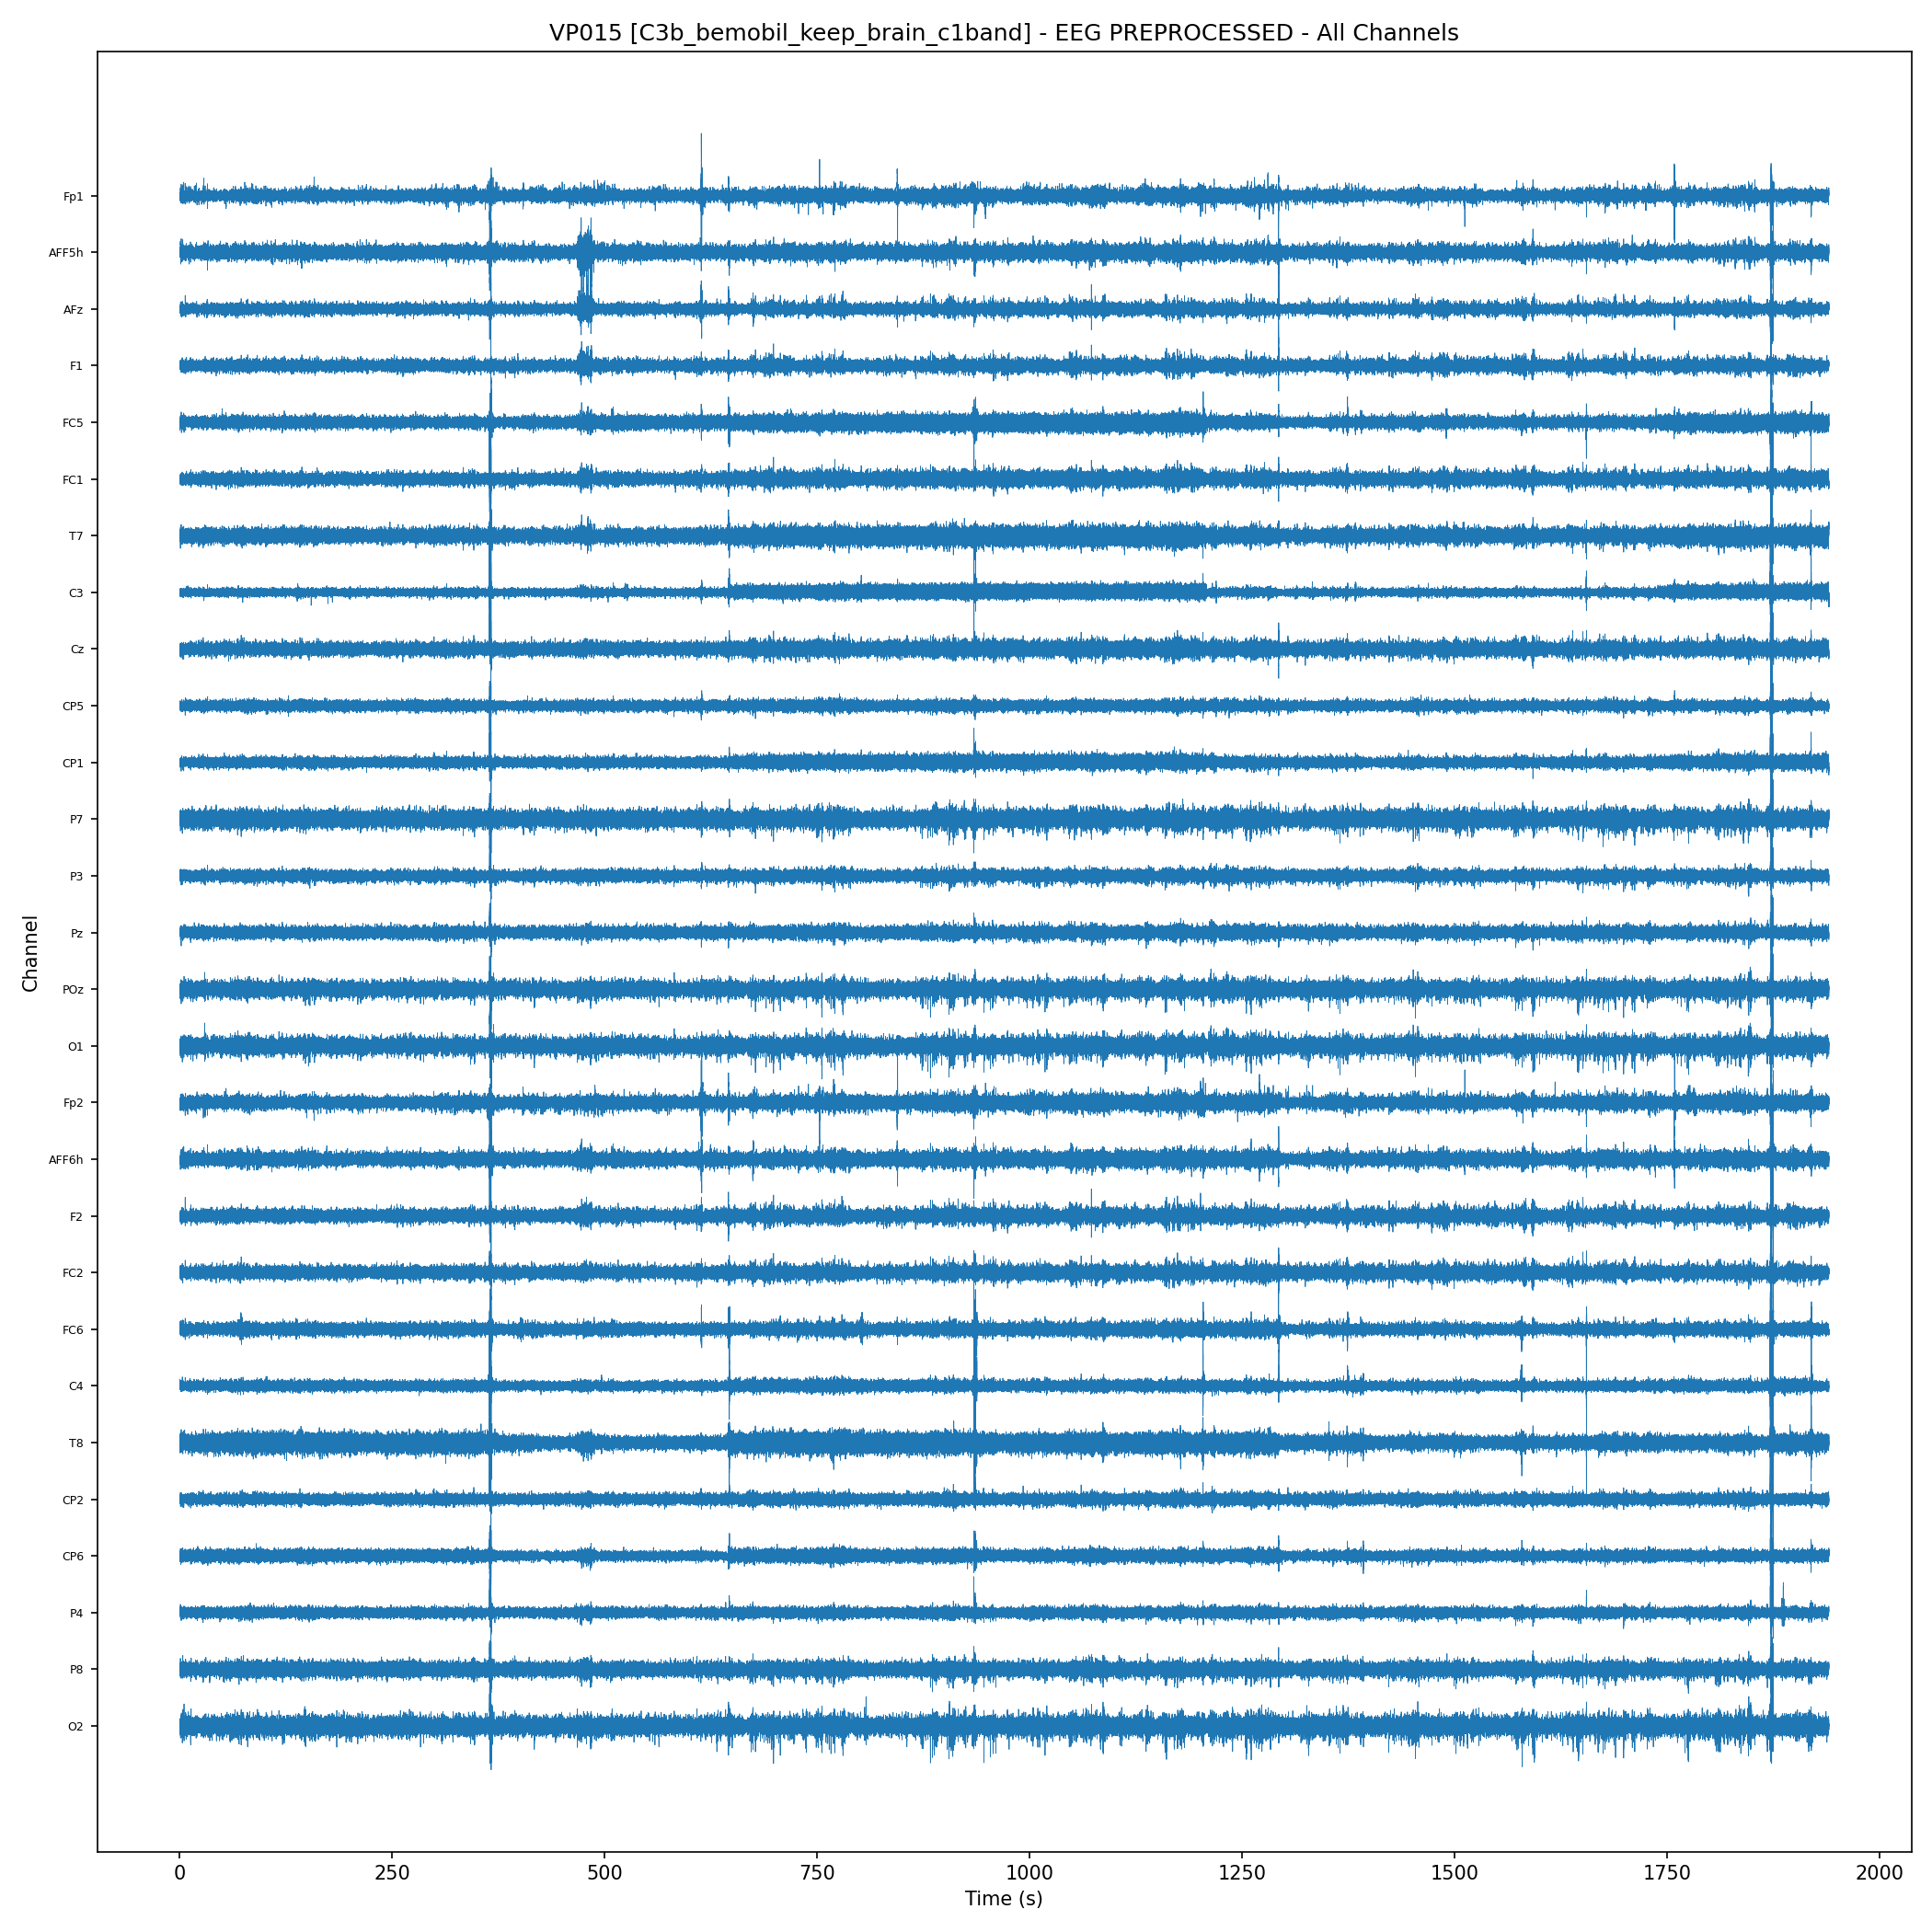 VP015 [C3b_bemobil_keep_brain_c1band] - EEG PREPROCESSED - All Channels
Channel
Fp1
AFF5h
AFz
F1
FC5
FC1
T7
C3
Cz
CP5
CP1
P7
P3
Pz
POz
O1
Fp2
AFF6h
F2
FC2
FC6
C4
T8
CP2
CP6
P4
P8
O2
0 250 500 750 1000 1250 1500 1750 2000
Time (s)